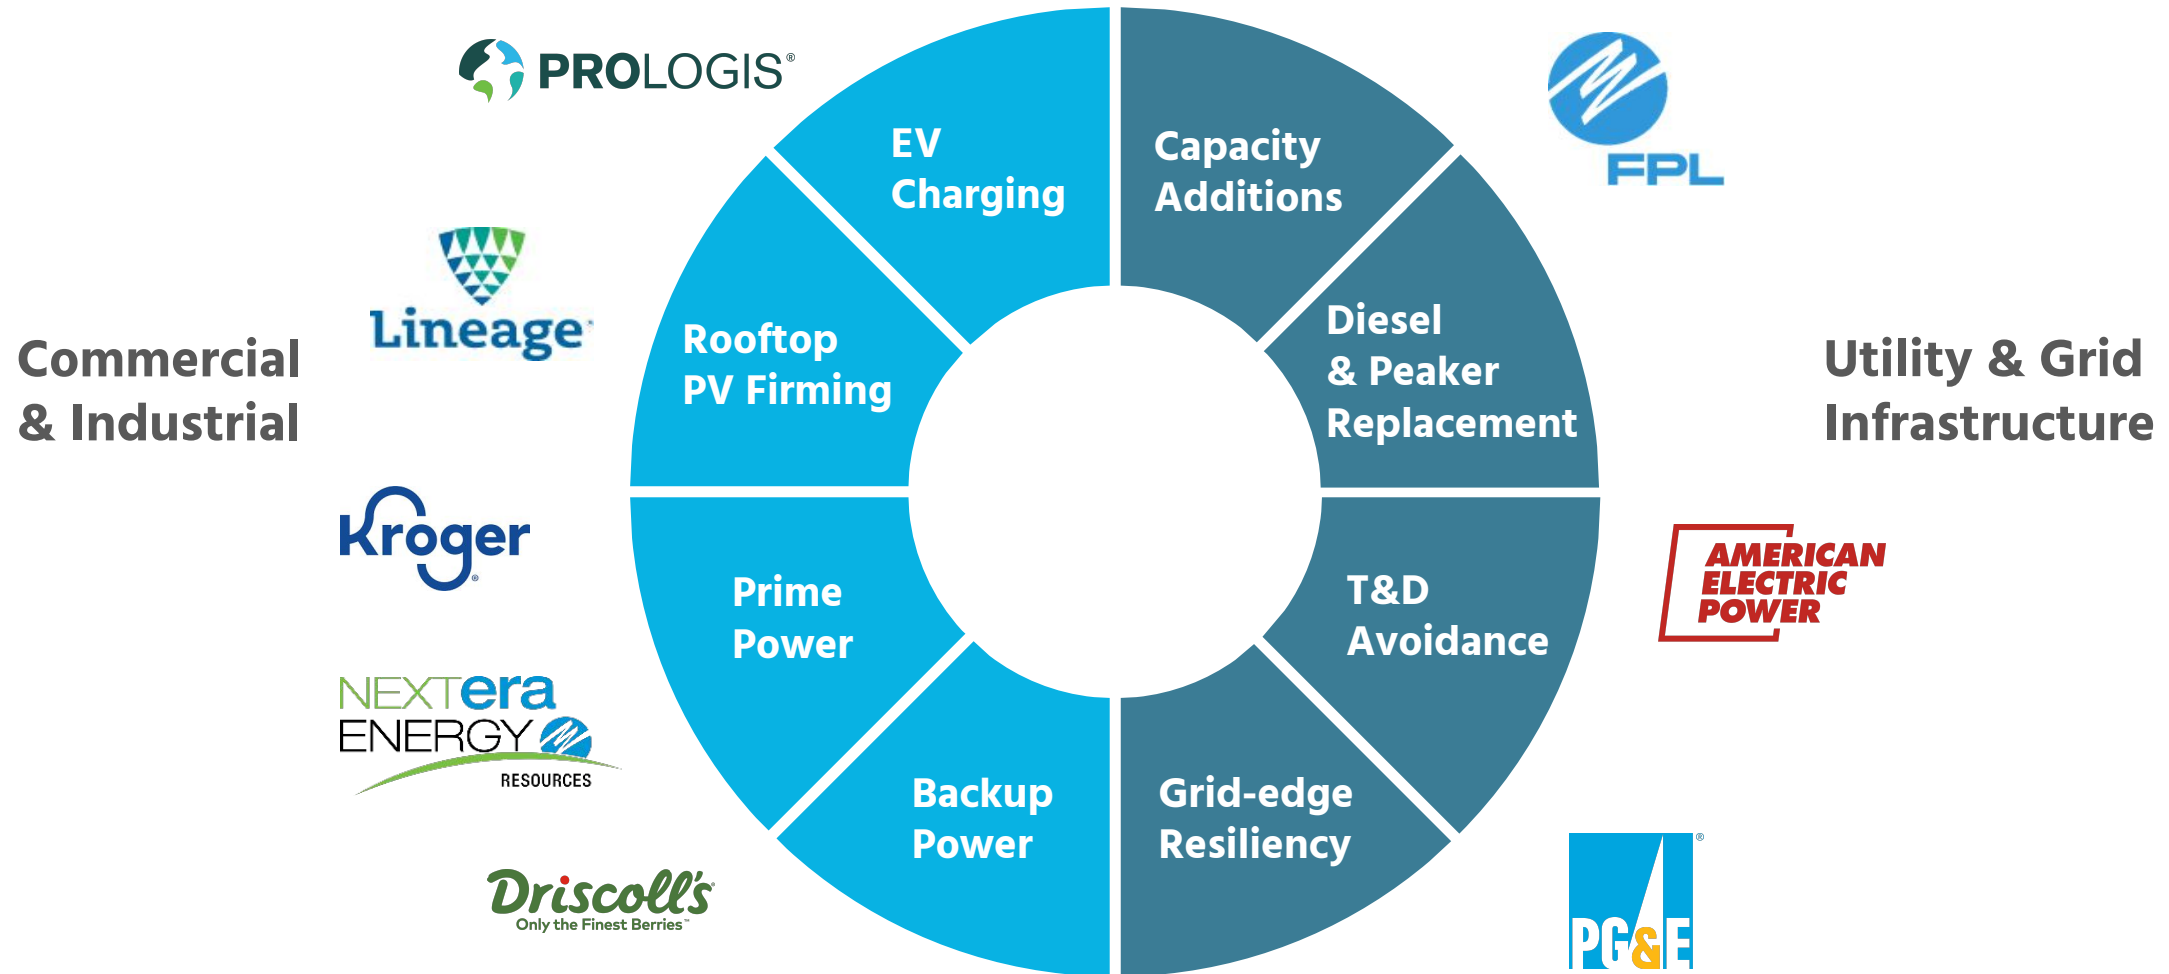 PROLOGIS®
EV
Charging
Capacity
Additions
FPL
Lineage
Rooftop
PV Firming
Diesel
& Peaker
Replacement
Commercial
& Industrial
Utility & Grid
Infrastructure
Kroger®
Prime
Power
T&D
Avoidance
AMERICAN
ELECTRIC
POWER
NEXTera
ENERGY
RESOURCES
Backup
Power
Grid-edge
Resiliency
Driscoll's®
Only the Finest Berries™
PG&E®